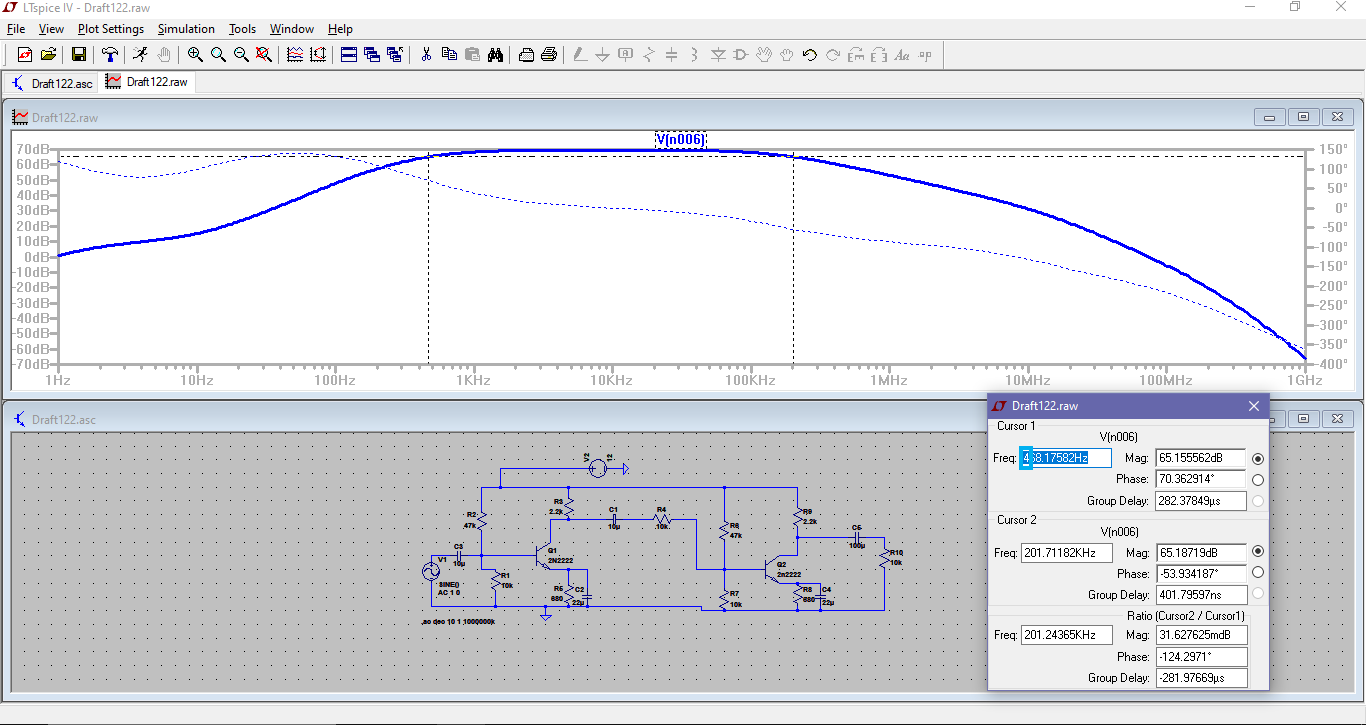 LTspice IV - Draft122.raw
File View Plot Settings Simulation Tools Window Help
Draft122.asc Draft122.raw
Draft122.raw
V(n006)
70dB 150°
60dB 100°
50dB 50°
40dB 0°
30dB -50°
20dB -100°
10dB -150°
0dB -200°
-10dB -250°
-20dB -300°
-30dB -350°
-40dB -400°
-50dB
-60dB
-70dB
1Hz 10Hz 100Hz 1KHz 10KHz 100KHz 1MHz 10MHz 100MHz 1GHz
Draft122.asc
V2 12
R2
47k
R3
2.2k
C1
10µ
R4
10k
R6
47k
R9
2.2k
C5
100µ
R10
10k
V1
SINE()
AC 1 0
C3
10µ
R1
10k
Q1
2N2222
R5
680
C2
22µ
R7
10k
Q2
2n2222
R8
680
C4
22µ
.ac dec 10 1 1000000k
Draft122.raw
Cursor 1
V(n006)
Freq: 468.17582Hz Mag: 65.155562dB
Phase: 70.362914°
Group Delay: 282.37849µs
Cursor 2
V(n006)
Freq: 201.71182KHz Mag: 65.18719dB
Phase: -53.934187°
Group Delay: 401.79597ns
Ratio (Cursor2 / Cursor1)
Freq: 201.24365KHz Mag: 31.627625mdB
Phase: -124.2971°
Group Delay: -281.97669µs